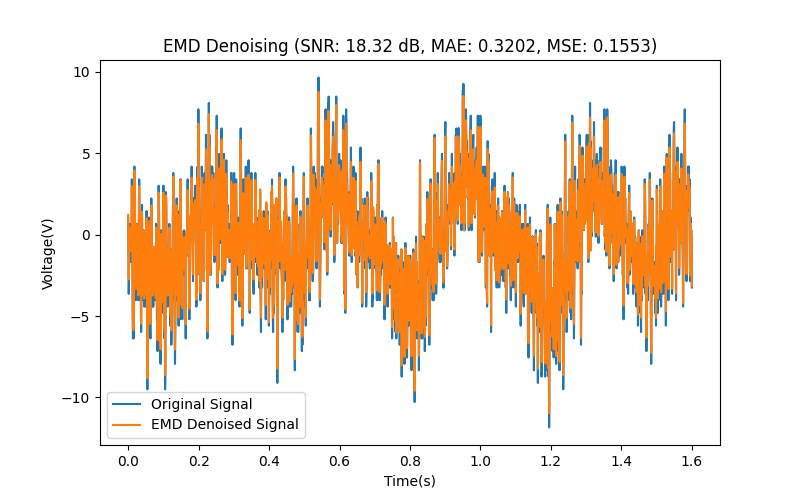 EMD Denoising (SNR: 18.32 dB, MAE: 0.3202, MSE: 0.1553)
10
5
0
−5
−10
Voltage(V)
Original Signal
EMD Denoised Signal
0.0 0.2 0.4 0.6 0.8 1.0 1.2 1.4 1.6
Time(s)